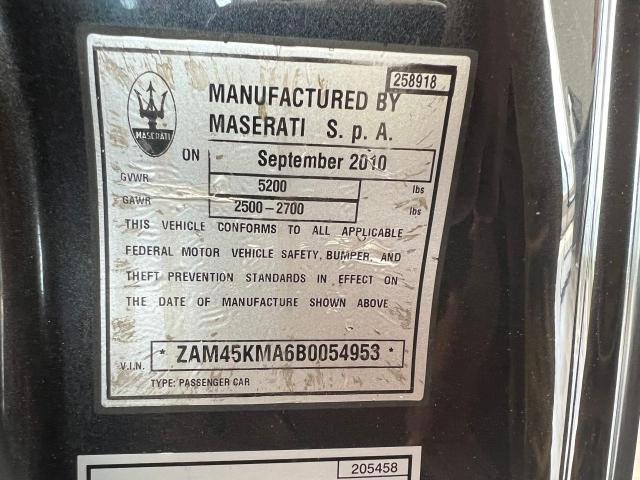 258918
MASERATI
MANUFACTURED BY
MASERATI S. p A.
ON September 2010
GVWR 5200 lbs
GAWR 2500-2700 lbs
THIS VEHICLE CONFORMS TO ALL APPLICABLE
FEDERAL MOTOR VEHICLE SAFETY, BUMPER, AND
THEFT PREVENTION STANDARDS IN EFFECT ON
THE DATE OF MANUFACTURE SHOWN ABOVE
V.I.N. * ZAM45KMA6B0054953 *
TYPE: PASSENGER CAR
205458